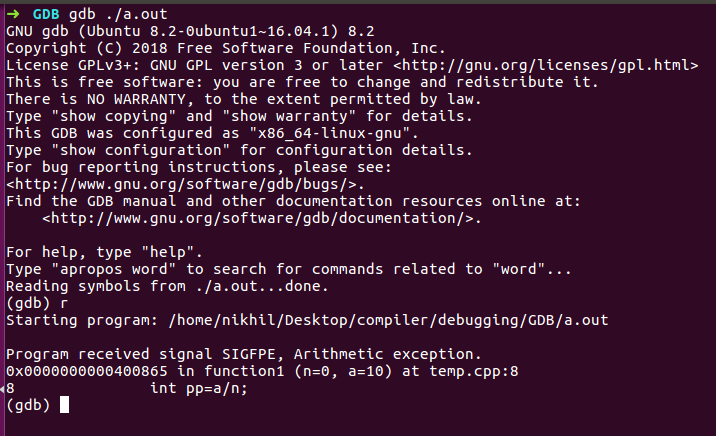 ➜  GDB gdb ./a.out
GNU gdb (Ubuntu 8.2-0ubuntu1~16.04.1) 8.2
Copyright (C) 2018 Free Software Foundation, Inc.
License GPLv3+: GNU GPL version 3 or later <http://gnu.org/licenses/gpl.html>
This is free software: you are free to change and redistribute it.
There is NO WARRANTY, to the extent permitted by law.
Type "show copying" and "show warranty" for details.
This GDB was configured as "x86_64-linux-gnu".
Type "show configuration" for configuration details.
For bug reporting instructions, please see:
<http://www.gnu.org/software/gdb/bugs/>.
Find the GDB manual and other documentation resources online at:
    <http://www.gnu.org/software/gdb/documentation/>.

For help, type "help".
Type "apropos word" to search for commands related to "word"...
Reading symbols from ./a.out...done.
(gdb) r
Starting program: /home/nikhil/Desktop/compiler/debugging/GDB/a.out

Program received signal SIGFPE, Arithmetic exception.
0x0000000000400865 in function1 (n=0, a=10) at temp.cpp:8
8               int pp=a/n;
(gdb)